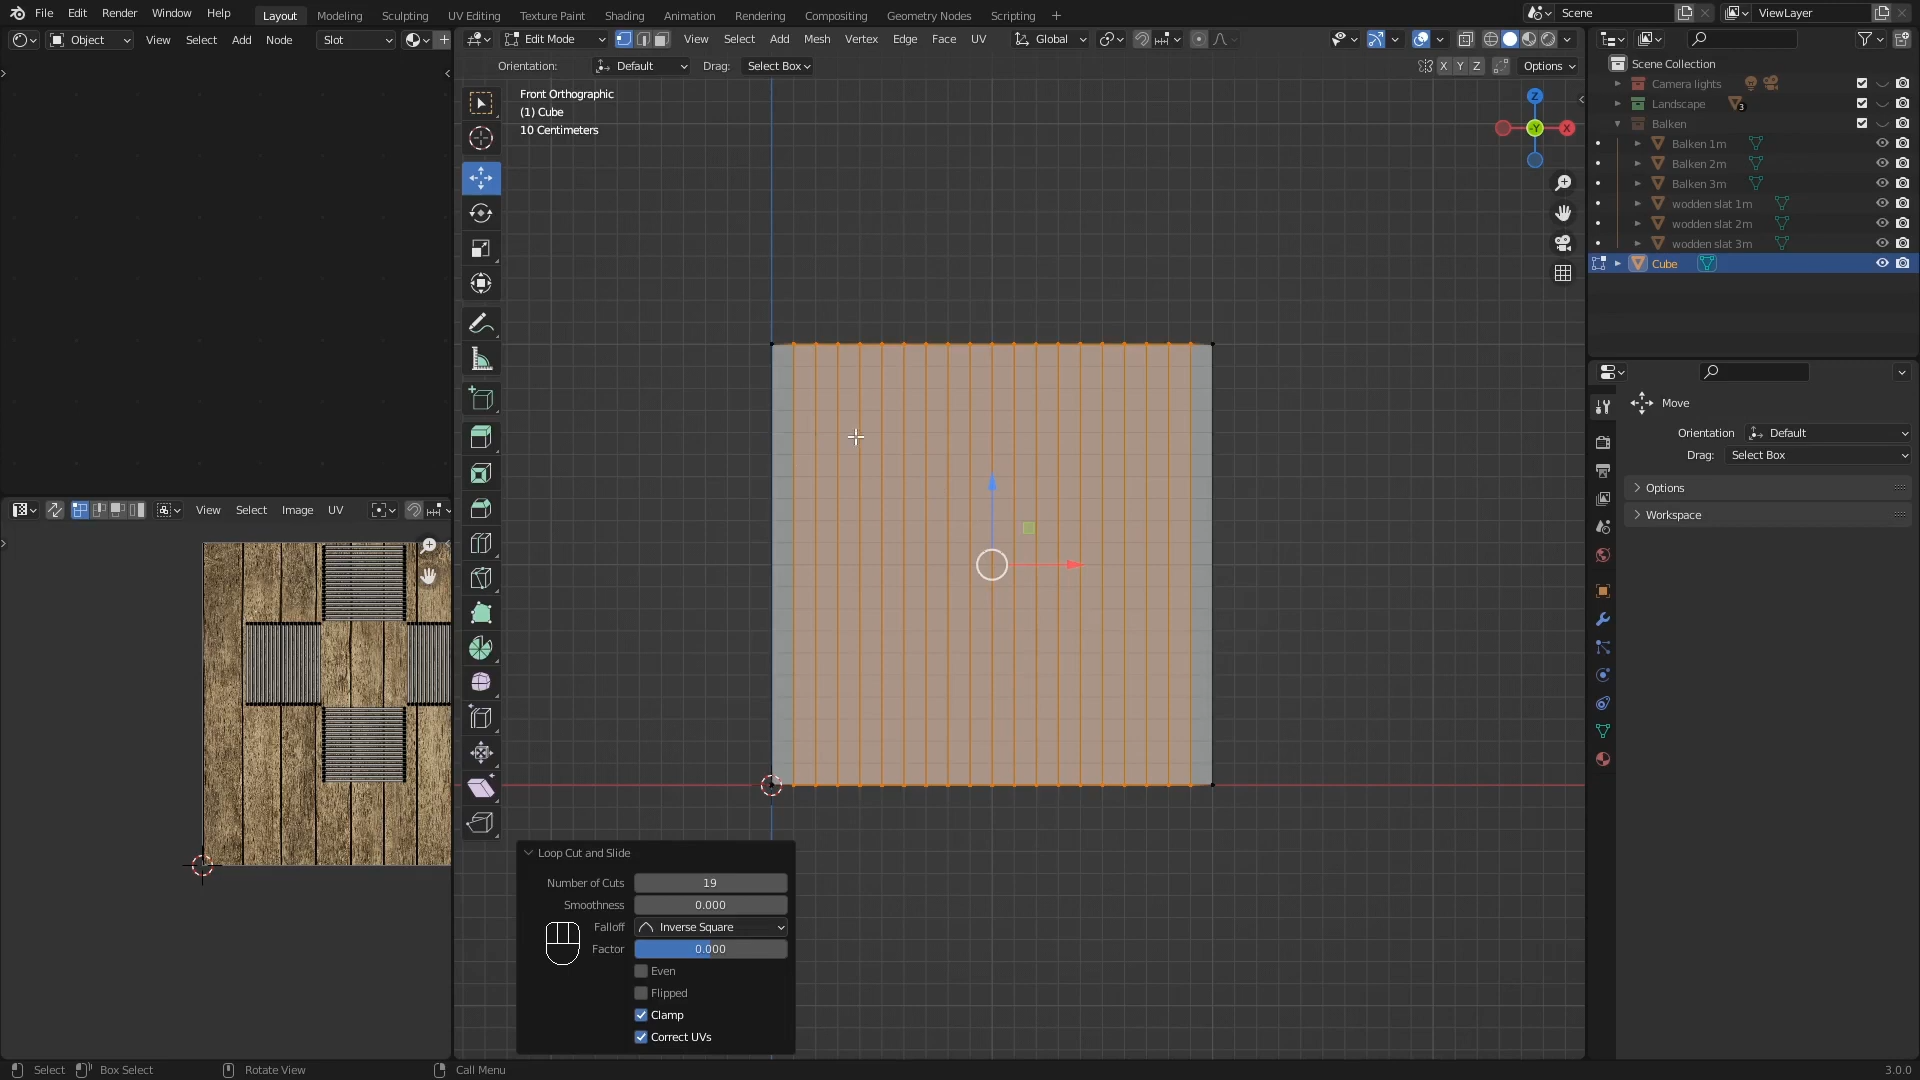 File Edit Render Window Help
Layout Modeling Sculpting UV Editing Texture Paint Shading Animation Rendering Compositing Geometry Nodes Scripting +
Scene
ViewLayer
Object View Select Add Node Slot
Edit Mode View Select Add Mesh Vertex Edge Face UV Global
Orientation: Default Drag: Select Box
X Y Z Options
Front Orthographic
(1) Cube
10 Centimeters
Z
-Y
X
Scene Collection
Camera lights
Landscape 3
Balken
Balken 1m
Balken 2m
Balken 3m
wooden slat 1m
wooden slat 2m
wooden slat 3m
Cube
Move
Orientation Default
Drag: Select Box
Options
Workspace
View Select Image UV
Loop Cut and Slide
Number of Cuts 19
Smoothness 0.000
Falloff Inverse Square
Factor 0.000
Even
Flipped
Clamp
Correct UVs
Select Box Select Rotate View Call Menu 3.0.0